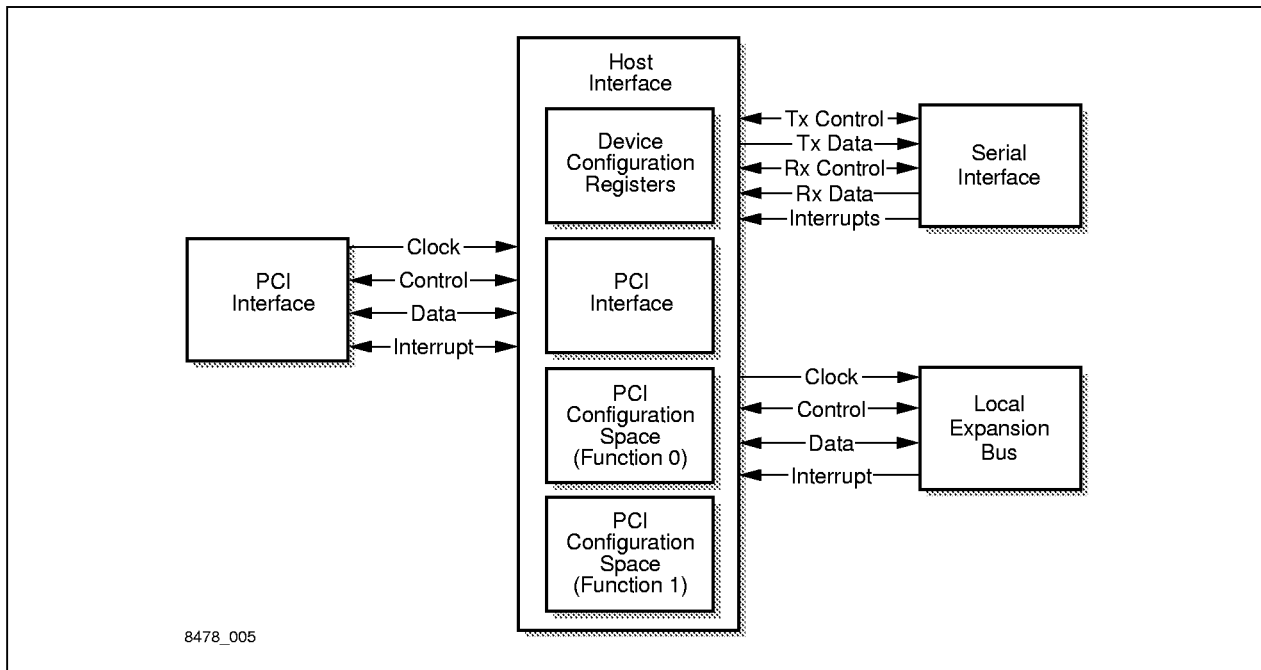 Host
Interface
Device
Configuration
Registers
PCI
Interface
PCI
Configuration
Space
(Function 0)
PCI
Configuration
Space
(Function 1)
PCI
Interface
Clock
Control
Data
Interrupt
Tx Control
Tx Data
Rx Control
Rx Data
Interrupts
Serial
Interface
Clock
Control
Data
Interrupt
Local
Expansion
Bus
8478_005